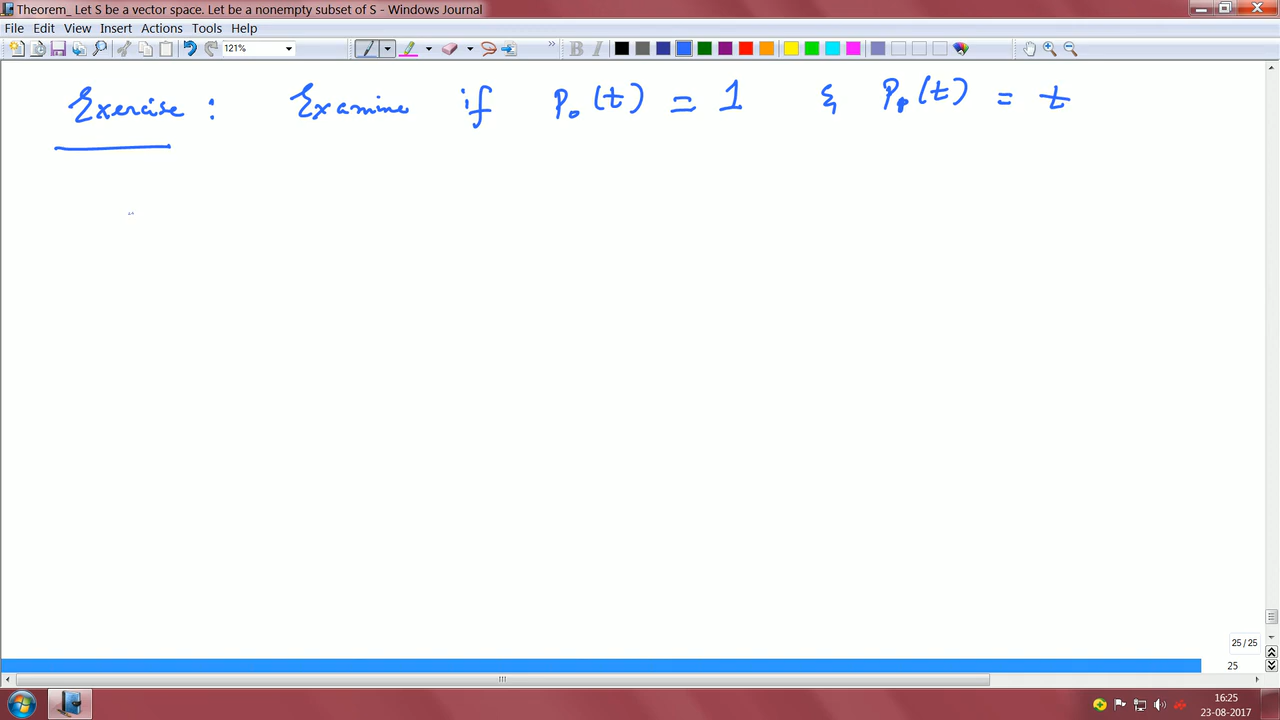 Theorem_ Let S be a vector space. Let be a nonempty subset of S - Windows Journal
File Edit View Insert Actions Tools Help
121%
Exercise : Examine if P₀(t) = 1 & P₁(t) = t
25 / 25
25
16:25
23-08-2017